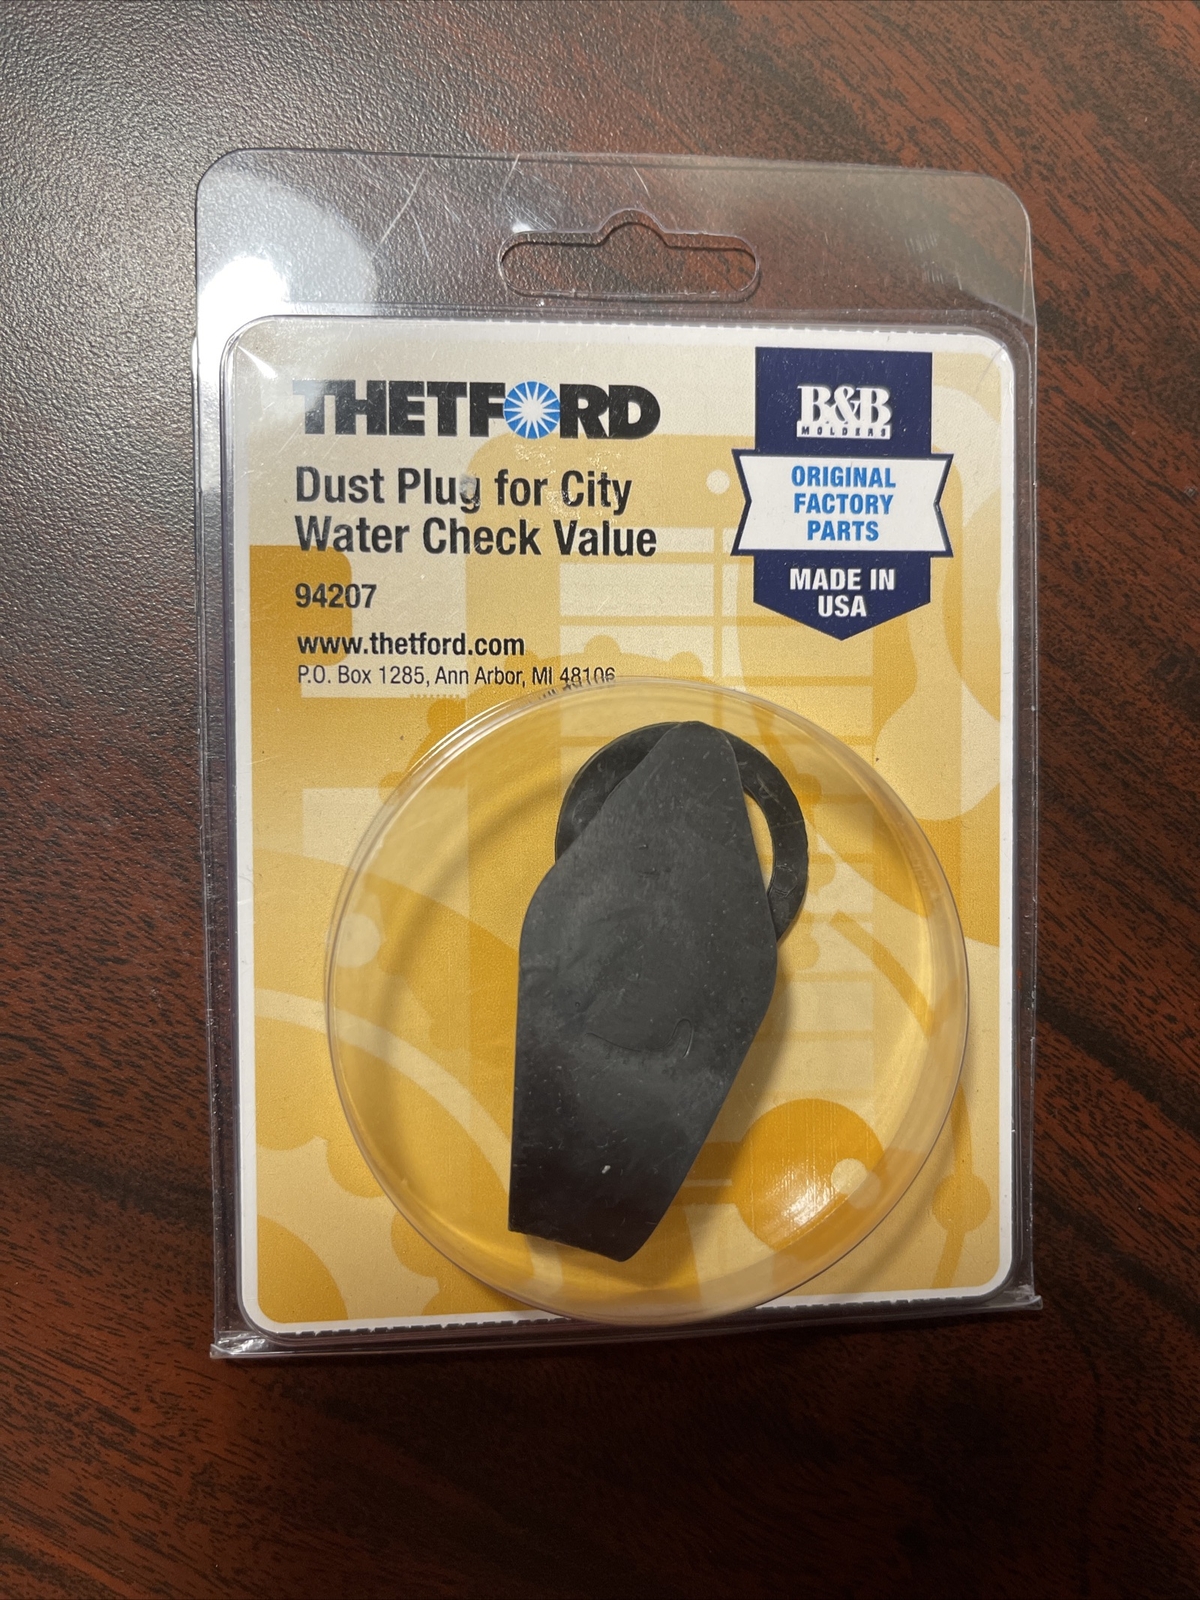 THETFORD
Dust Plug for City
Water Check Value
94207
www.thetford.com
P.O. Box 1285, Ann Arbor, MI 48106
B&B
MOLDERS
ORIGINAL
FACTORY
PARTS
MADE IN
USA